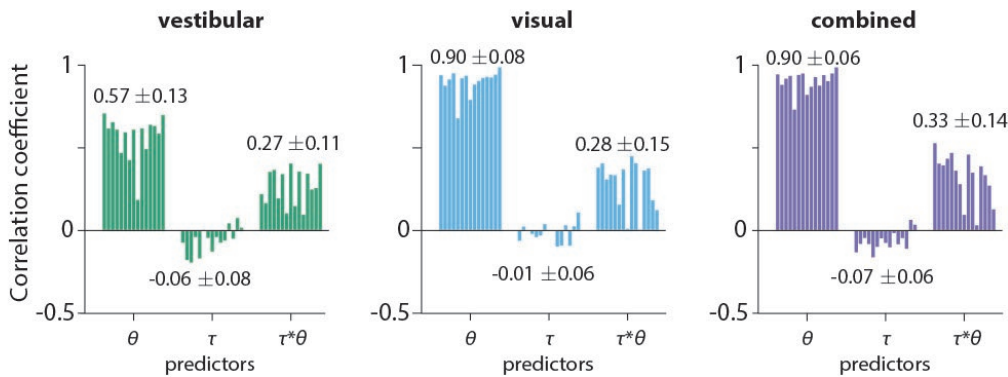 vestibular
visual
combined
Correlation coefficient
1
0.57 ±0.13
0.27 ±0.11
0
-0.06 ±0.08
-0.5
θ
τ
τ*θ
predictors
1
0.90 ±0.08
0.28 ±0.15
0
-0.01 ±0.06
-0.5
θ
τ
τ*θ
predictors
1
0.90 ±0.06
0.33 ±0.14
0
-0.07 ±0.06
-0.5
θ
τ
τ*θ
predictors